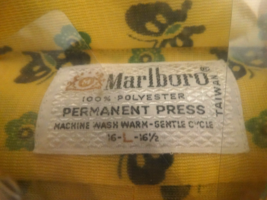 Marlboro®
100% POLYESTER
PERMANENT PRESS
MACHINE WASH WARM-GENTLE CYCLE
16-L-16½
TAIWAN